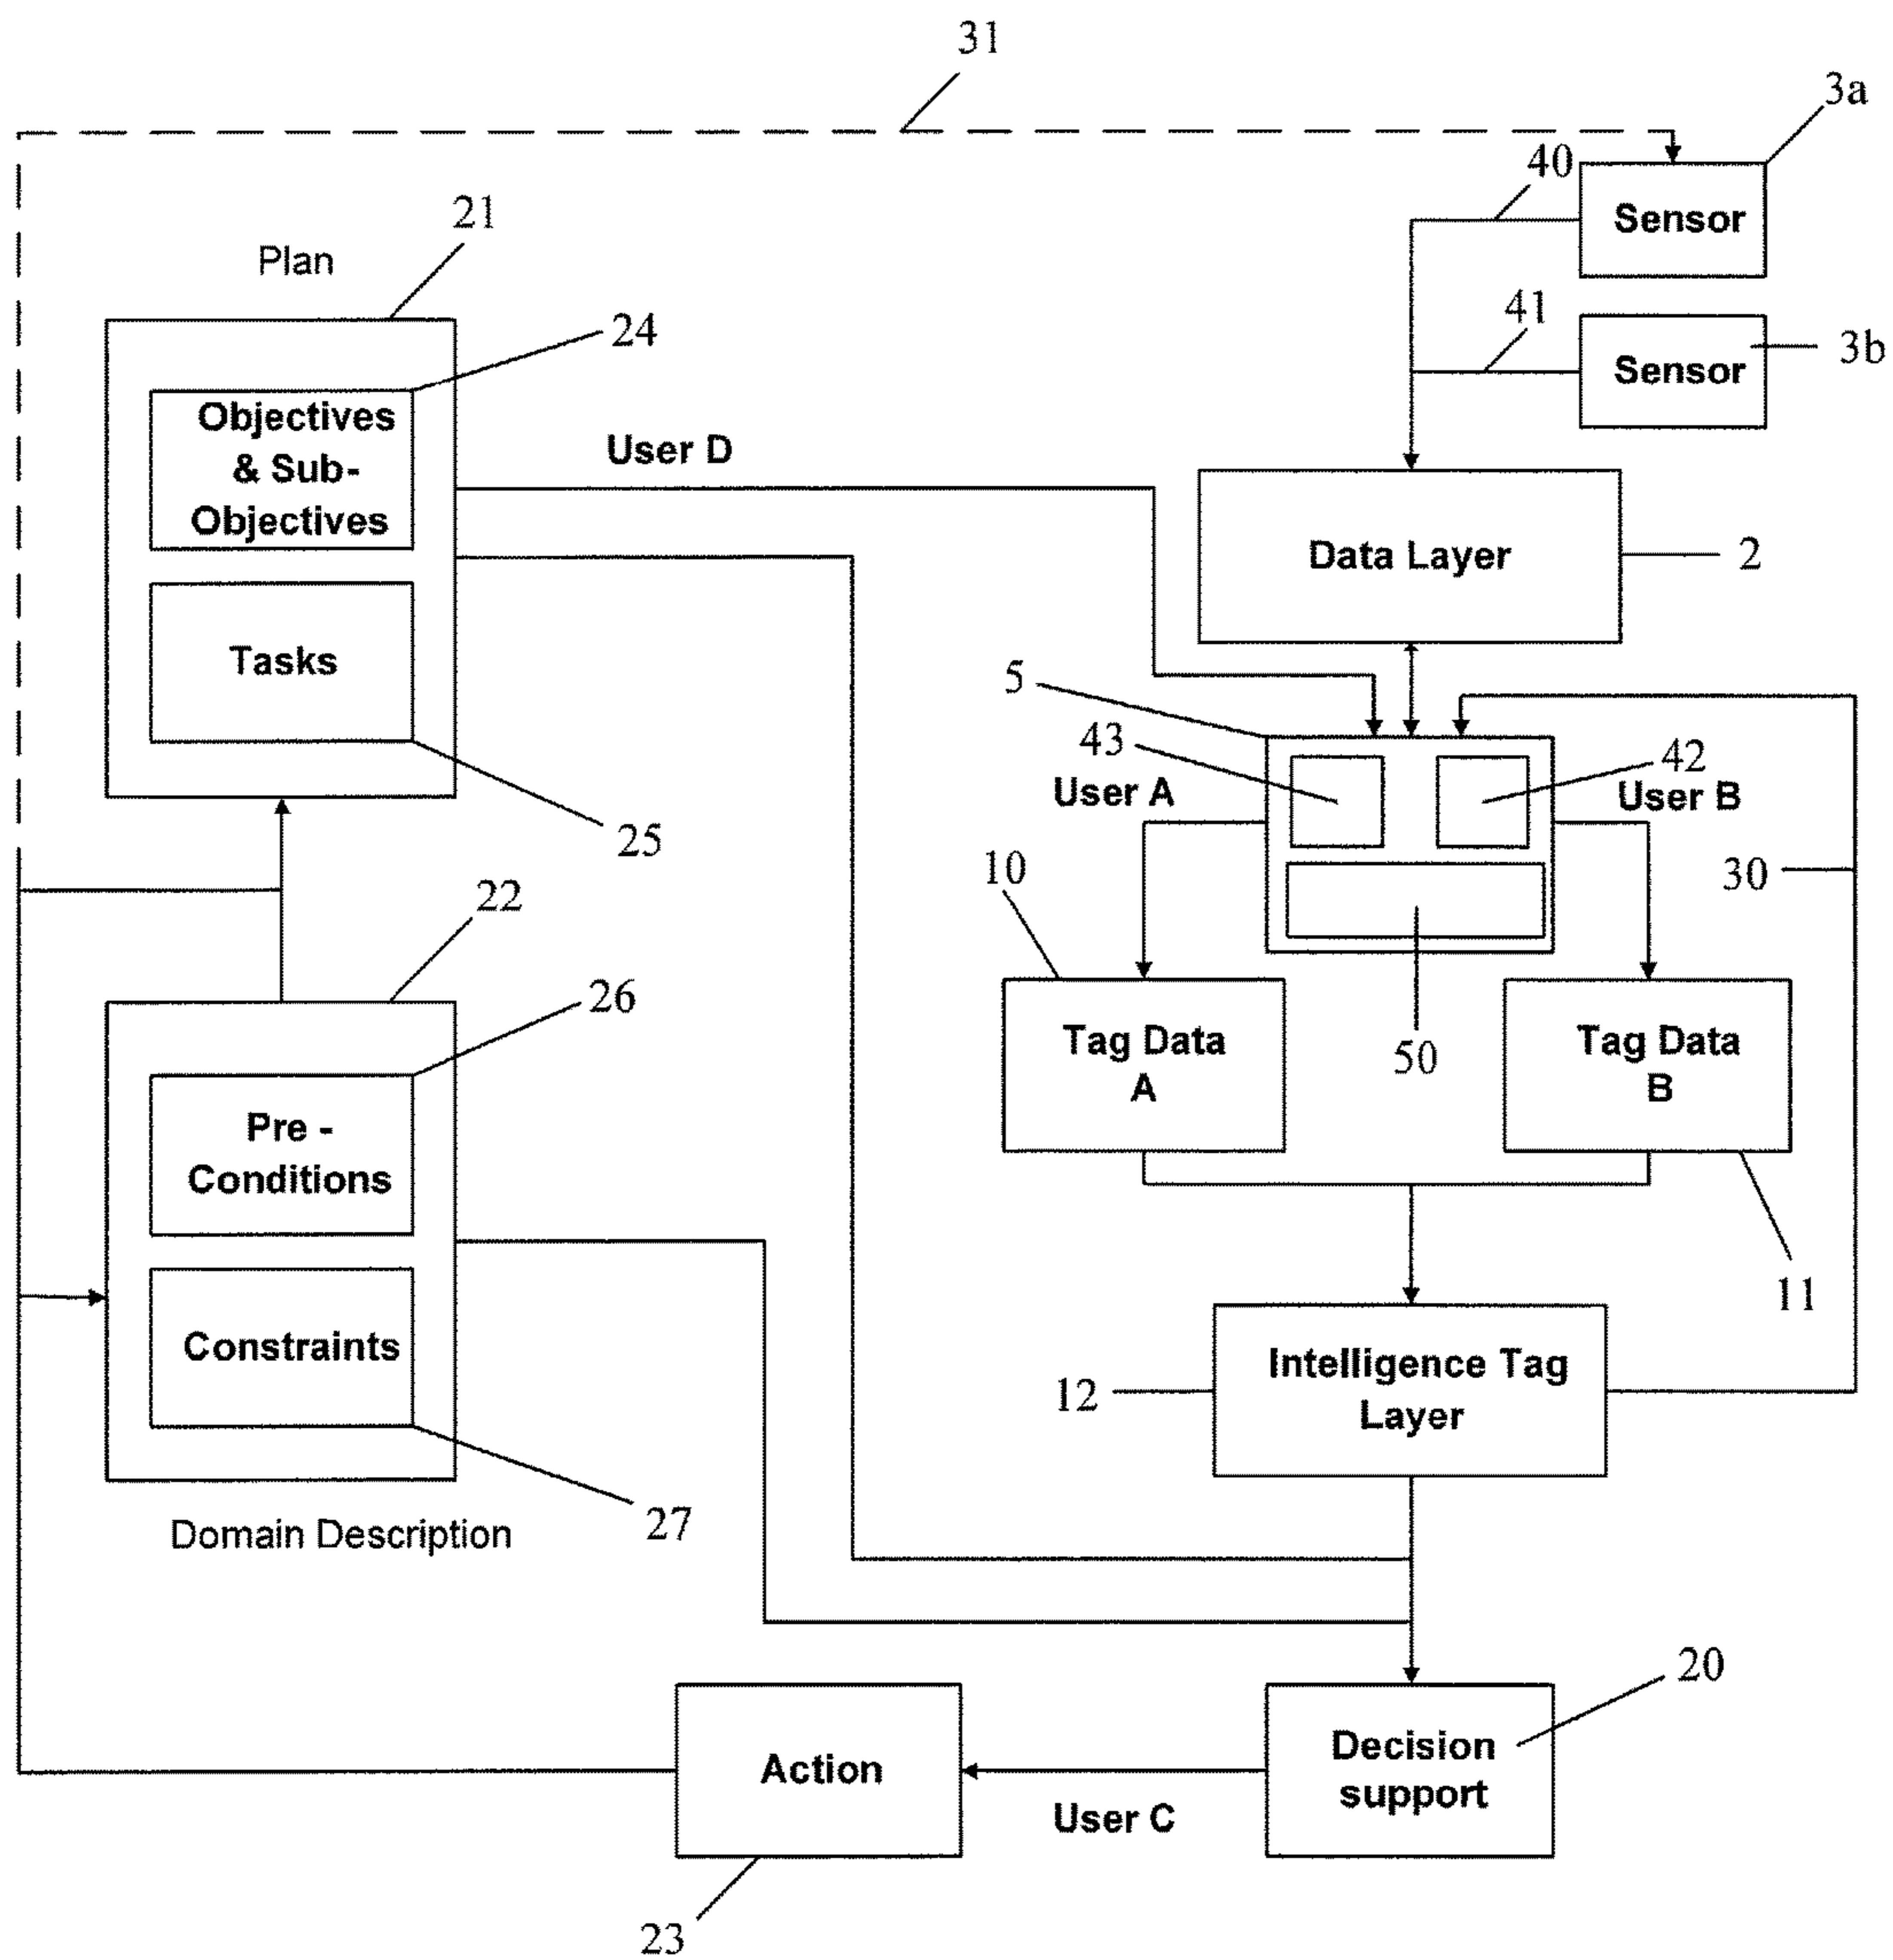 31
3a
40
Sensor
21
Plan
41
3b
Sensor
24
Objectives
& Sub-
Objectives
User D
Data Layer
2
Tasks
5
43
42
User A
User B
25
10
30
22
26
50
Tag Data
A
Tag Data
B
Pre -
Conditions
11
Constraints
Intelligence Tag
Layer
12
27
Domain Description
20
Decision
support
Action
User C
23